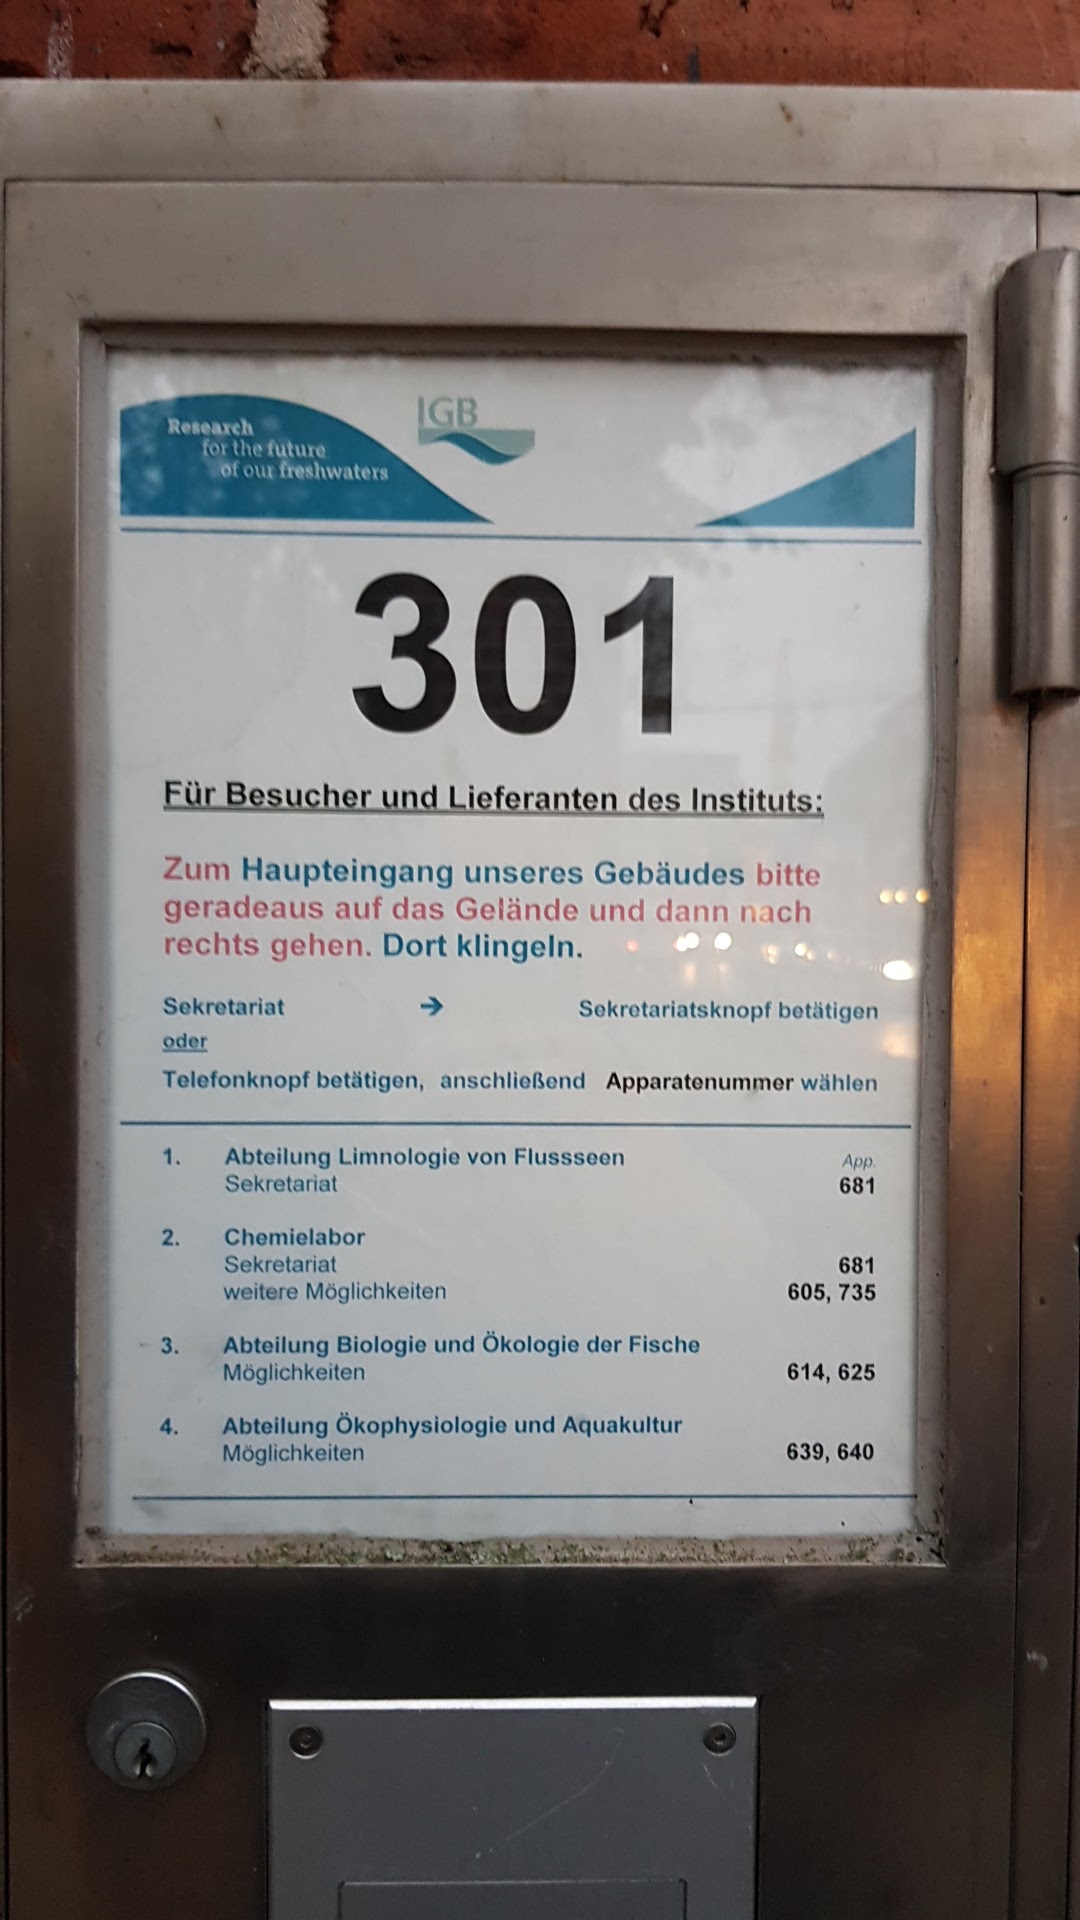 Research
for the future
of our freshwaters
IGB
301
Für Besucher und Lieferanten des Instituts:
Zum Haupteingang unseres Gebäudes bitte
geradeaus auf das Gelände und dann nach
rechts gehen. Dort klingeln.
Sekretariat → Sekretariatsknopf betätigen
oder
Telefonknopf betätigen, anschließend Apparatenummer wählen
1. Abteilung Limnologie von Flussseen App.
Sekretariat 681
2. Chemielabor
Sekretariat 681
weitere Möglichkeiten 605, 735
3. Abteilung Biologie und Ökologie der Fische
Möglichkeiten 614, 625
4. Abteilung Ökophysiologie und Aquakultur
Möglichkeiten 639, 640